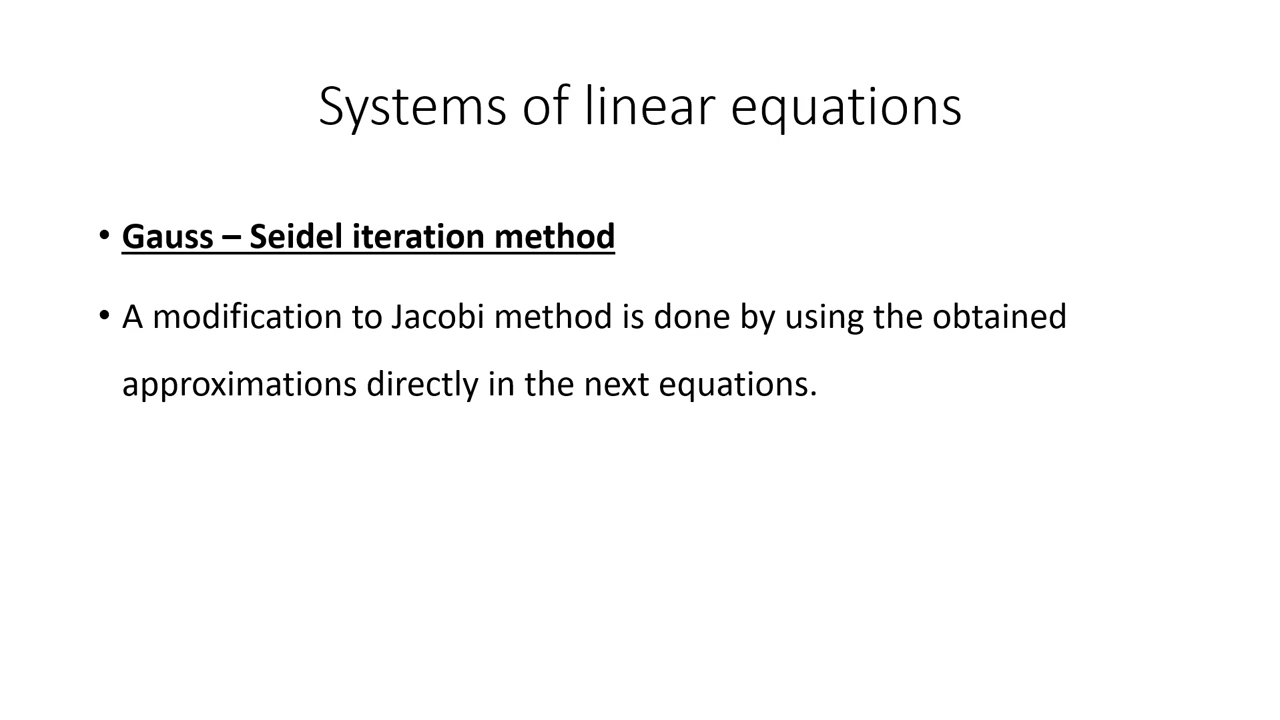 Systems of linear equations
• Gauss – Seidel iteration method
• A modification to Jacobi method is done by using the obtained
approximations directly in the next equations.